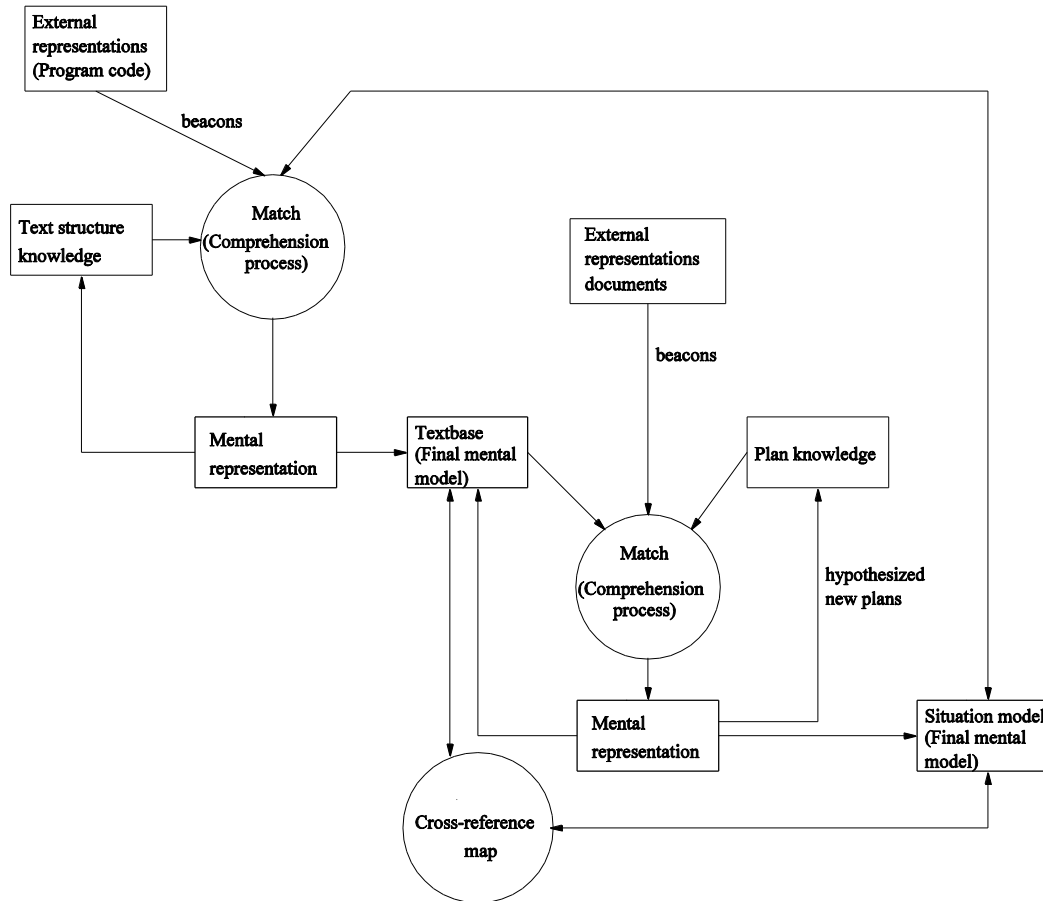 External
representations
(Program code)
beacons
Text structure
knowledge
Match
(Comprehension
process)
External
representations
documents
beacons
Mental
representation
Textbase
(Final mental
model)
Plan knowledge
Match
(Comprehension
process)
hypothesized
new plans
Mental
representation
Situation model
(Final mental
model)
Cross-reference
map